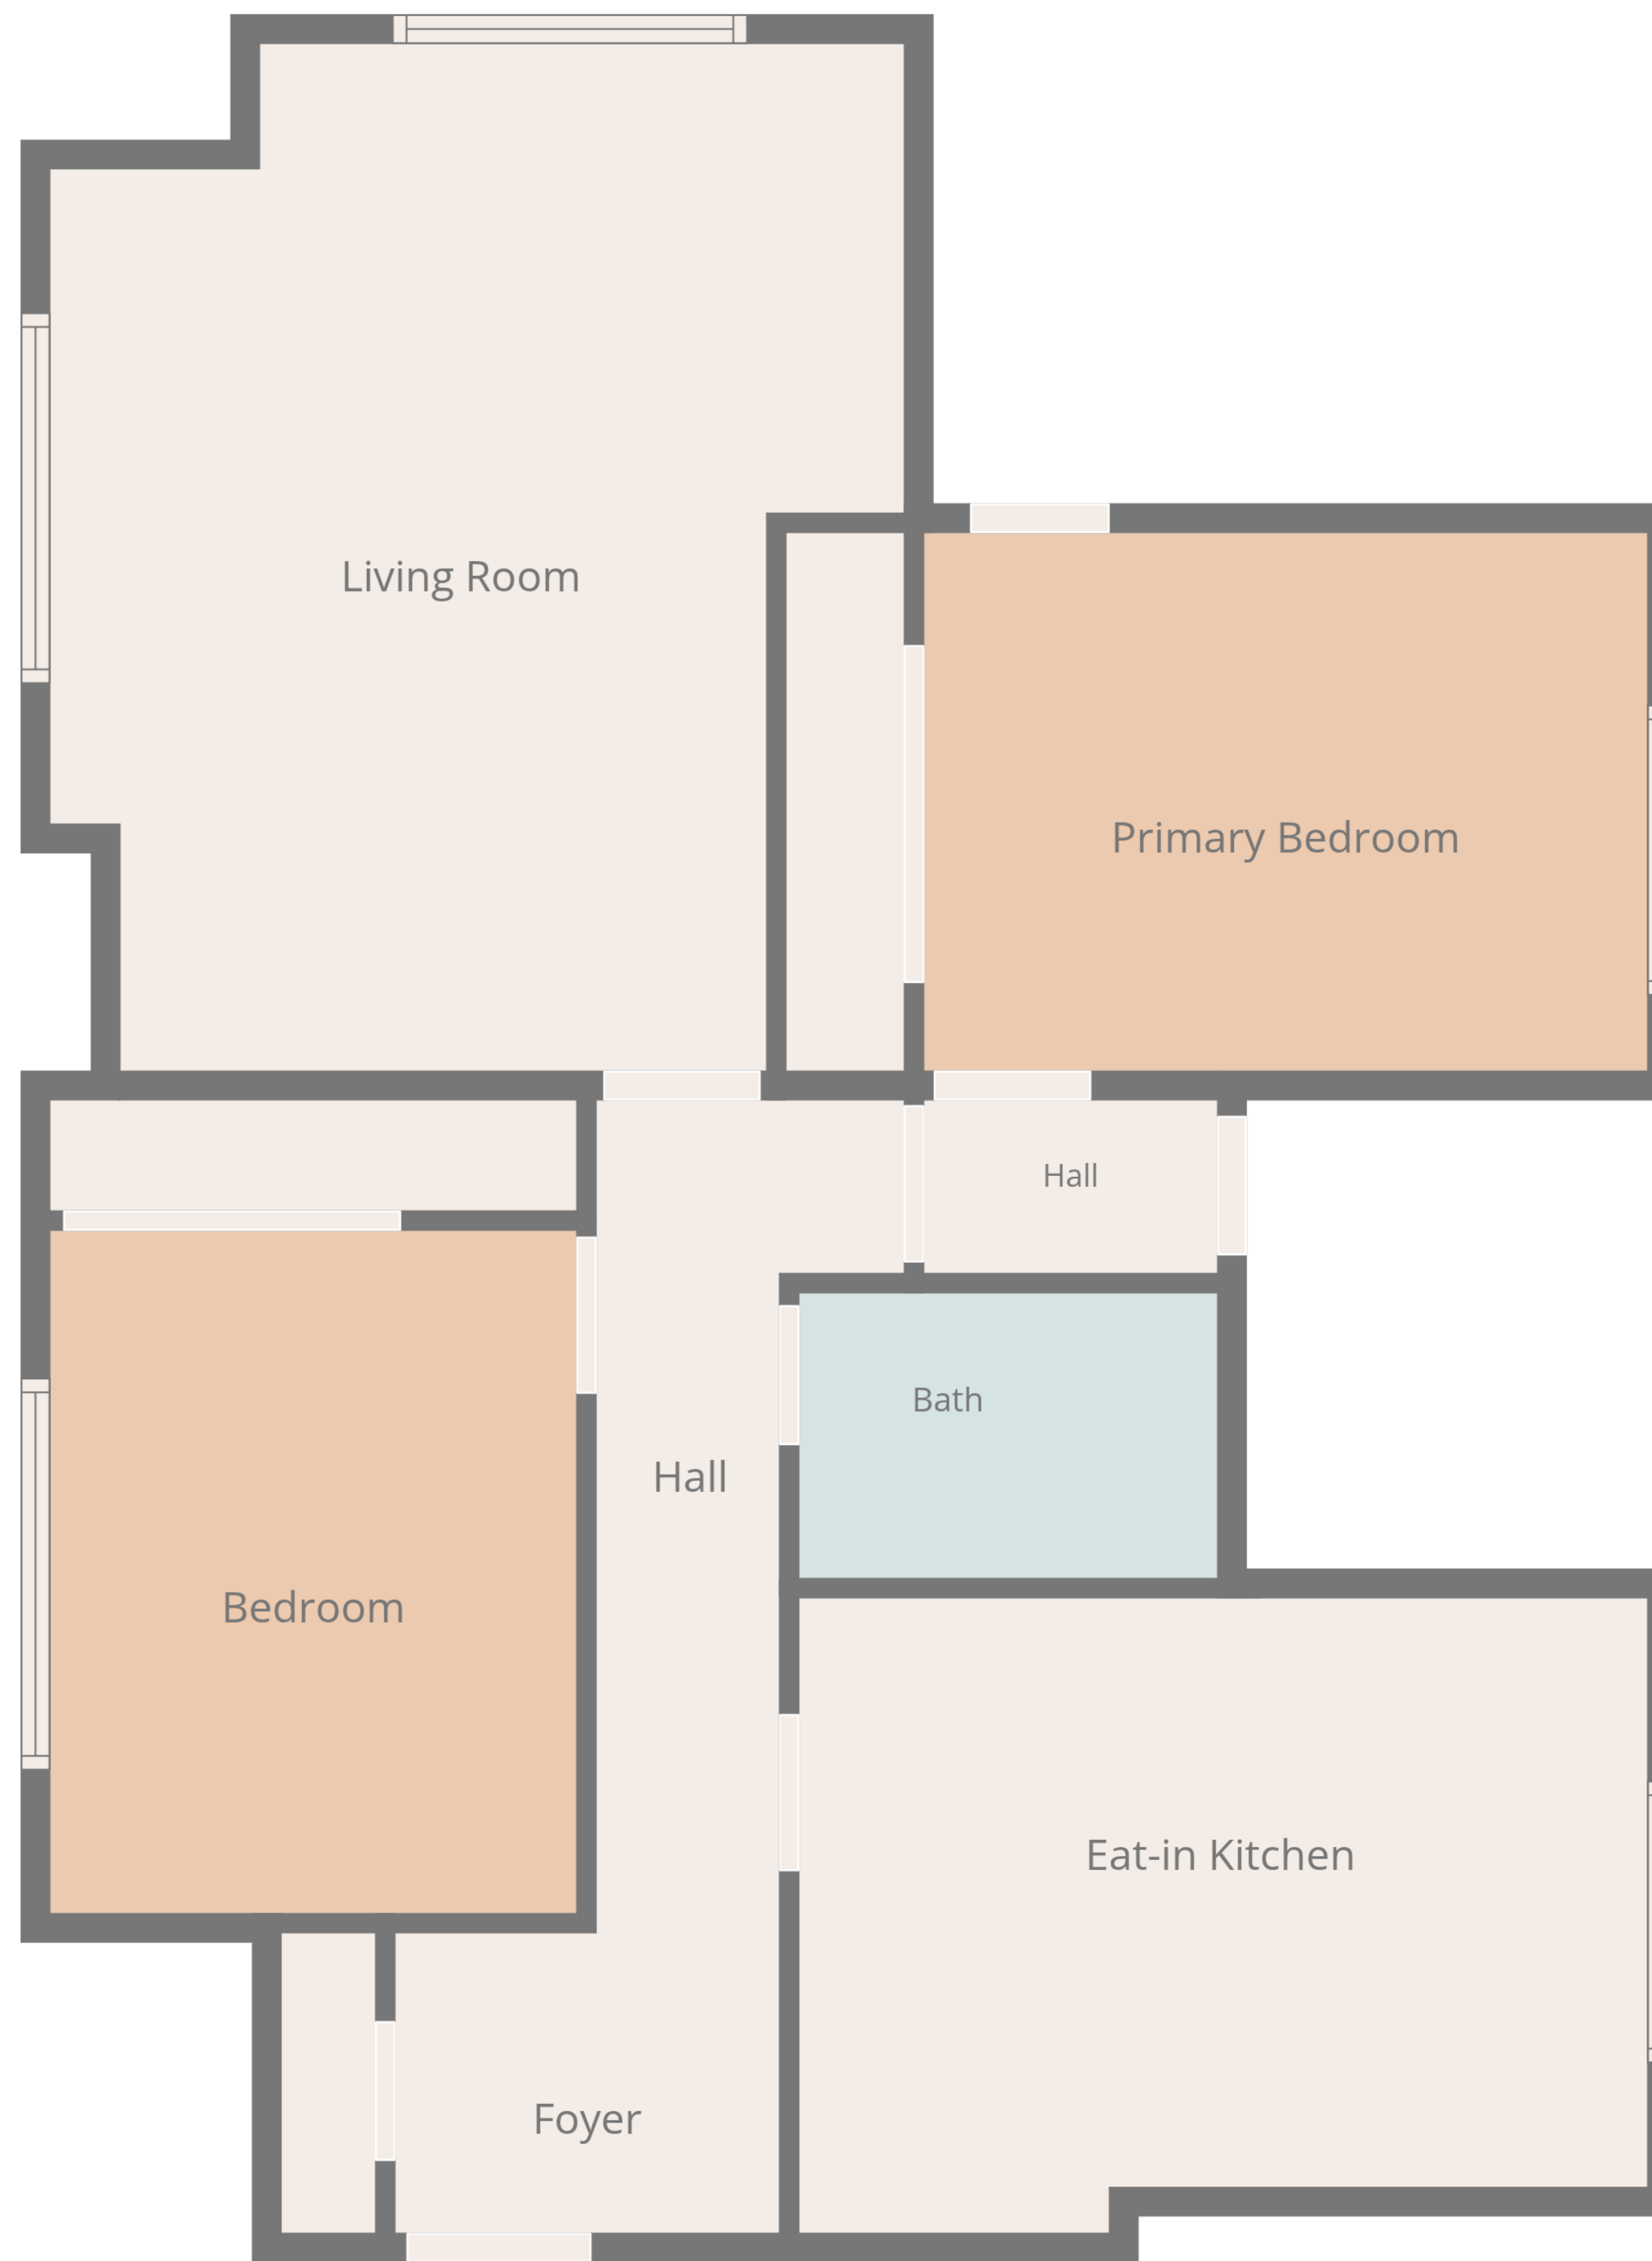 Living Room
Primary Bedroom
Hall
Bath
Hall
Bedroom
Eat-in Kitchen
Foyer